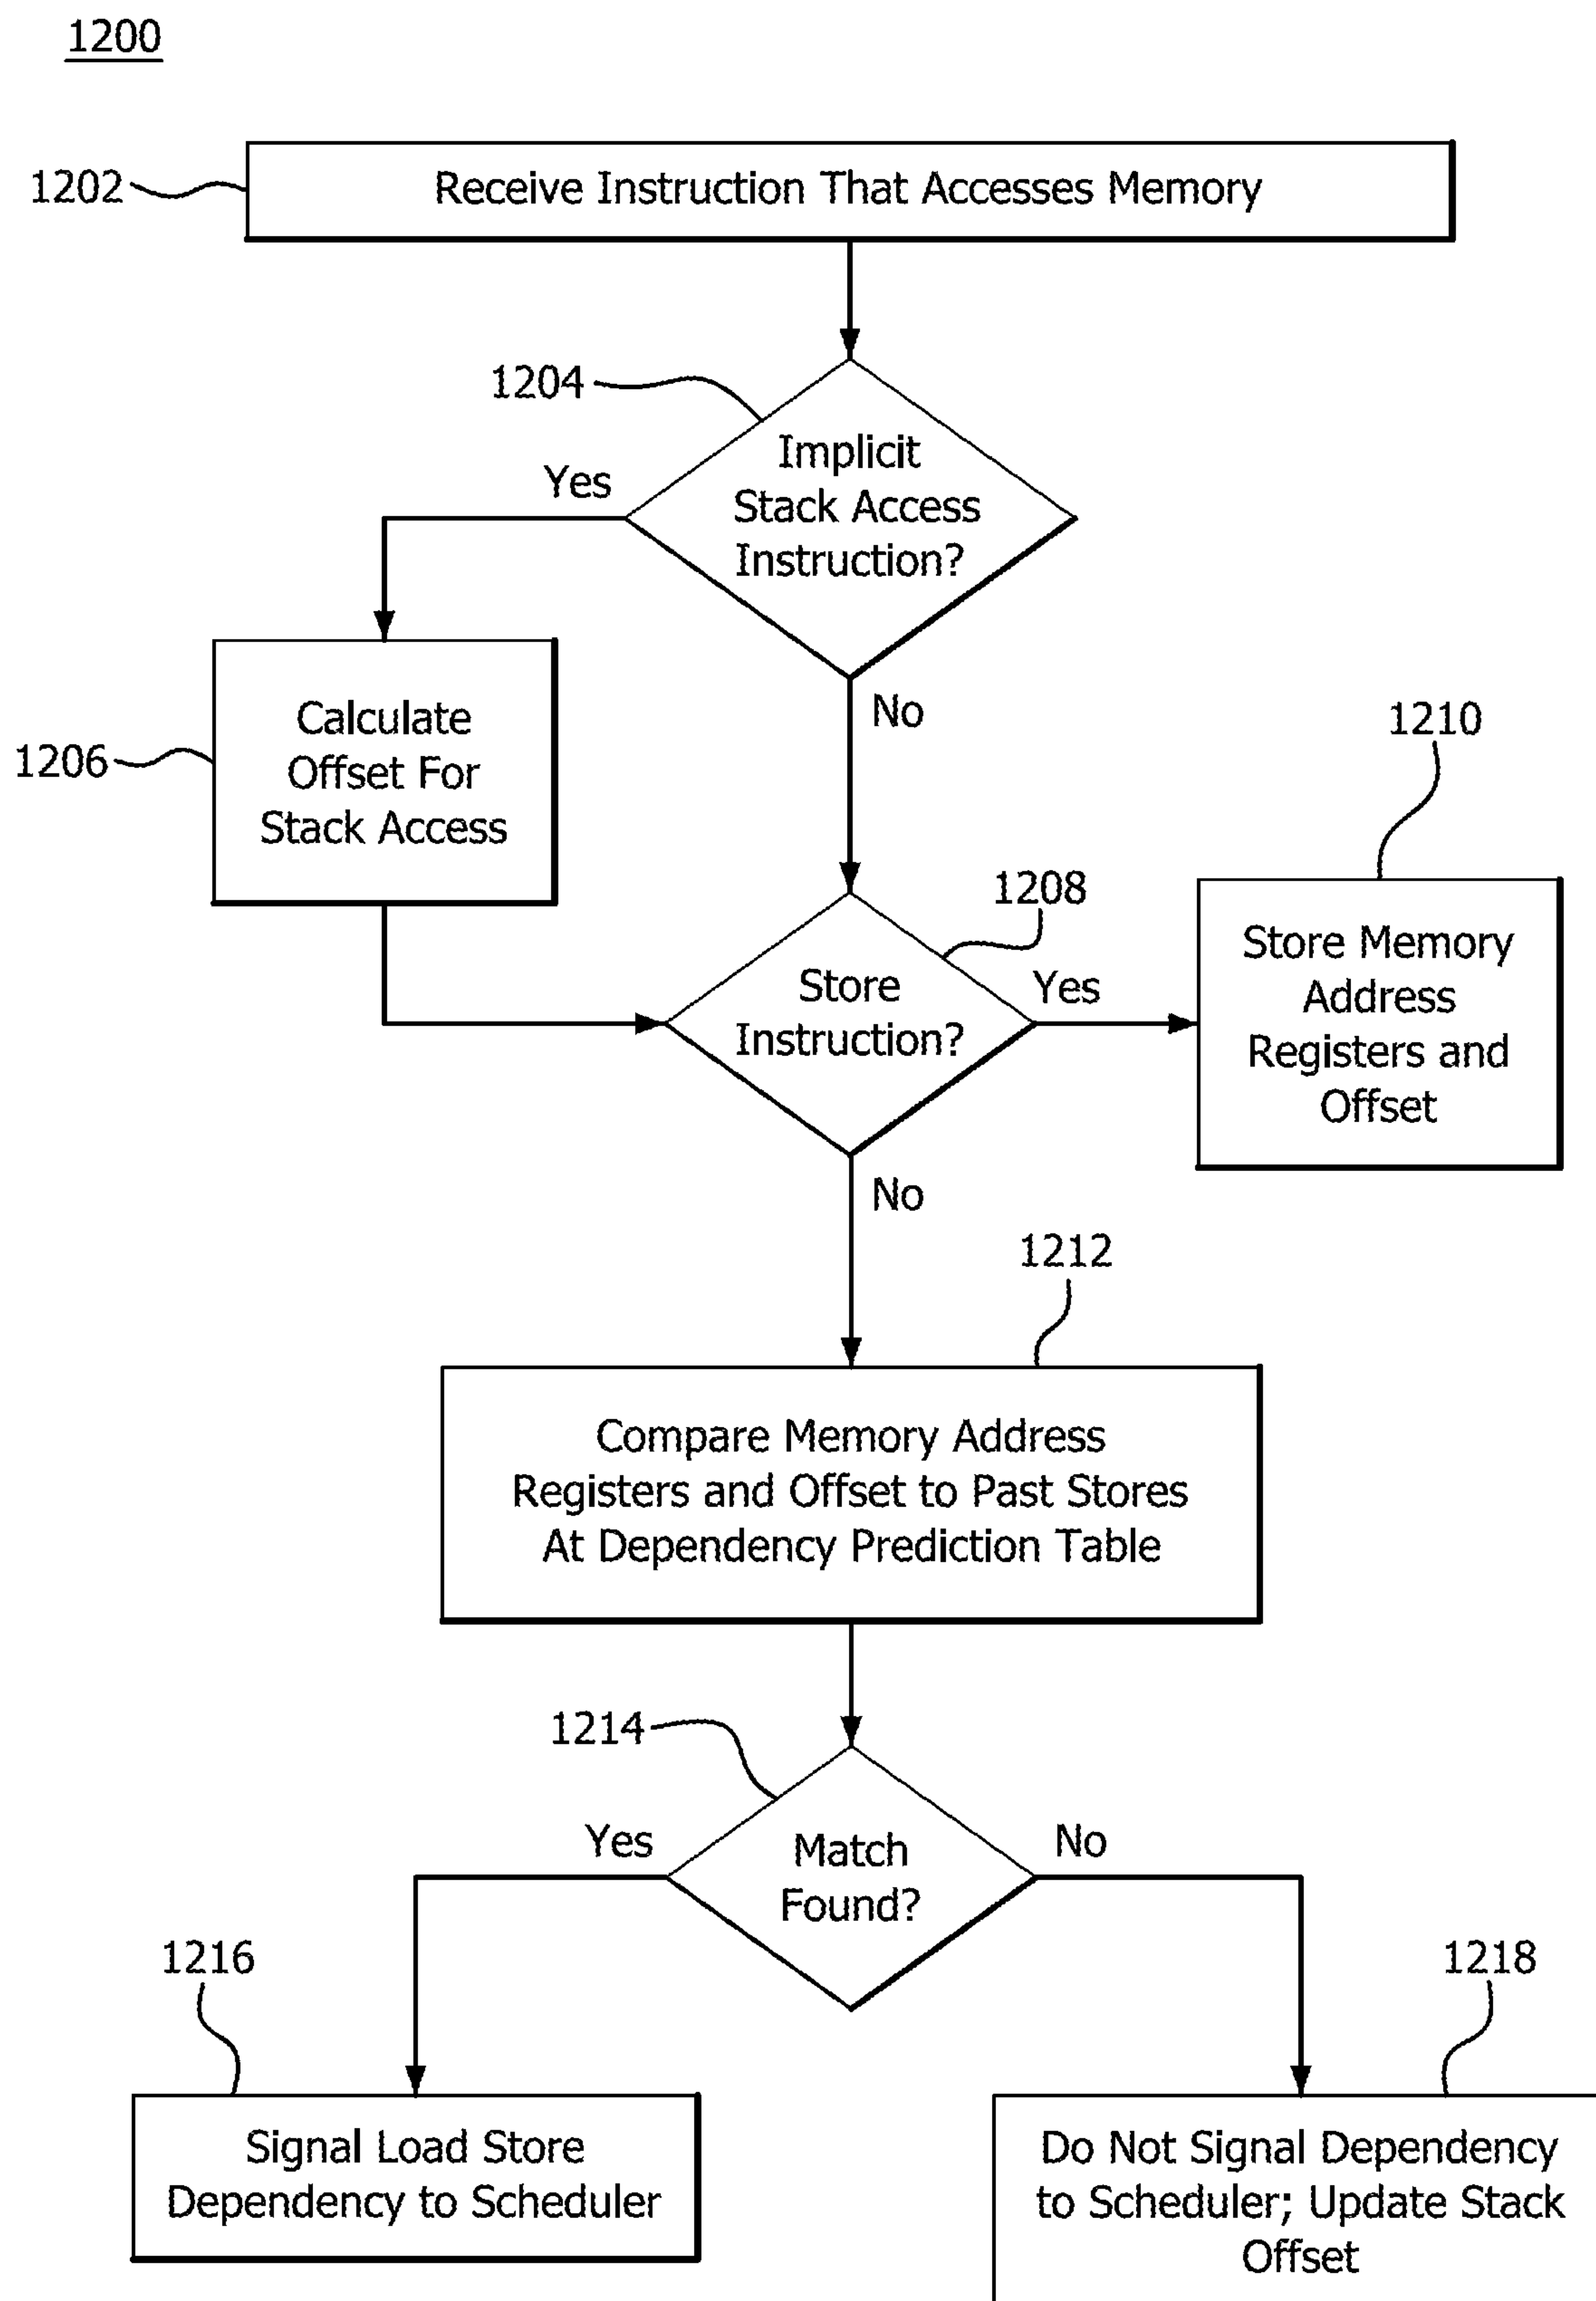 1200
1202
Receive Instruction That Accesses Memory
1204
Implicit
Stack Access
Instruction?
Yes
No
1206
Calculate
Offset For
Stack Access
1208
Store
Instruction?
Yes
No
1210
Store Memory
Address
Registers and
Offset
1212
Compare Memory Address
Registers and Offset to Past Stores
At Dependency Prediction Table
1214
Match
Found?
Yes
No
1216
Signal Load Store
Dependency to Scheduler
1218
Do Not Signal Dependency
to Scheduler; Update Stack
Offset